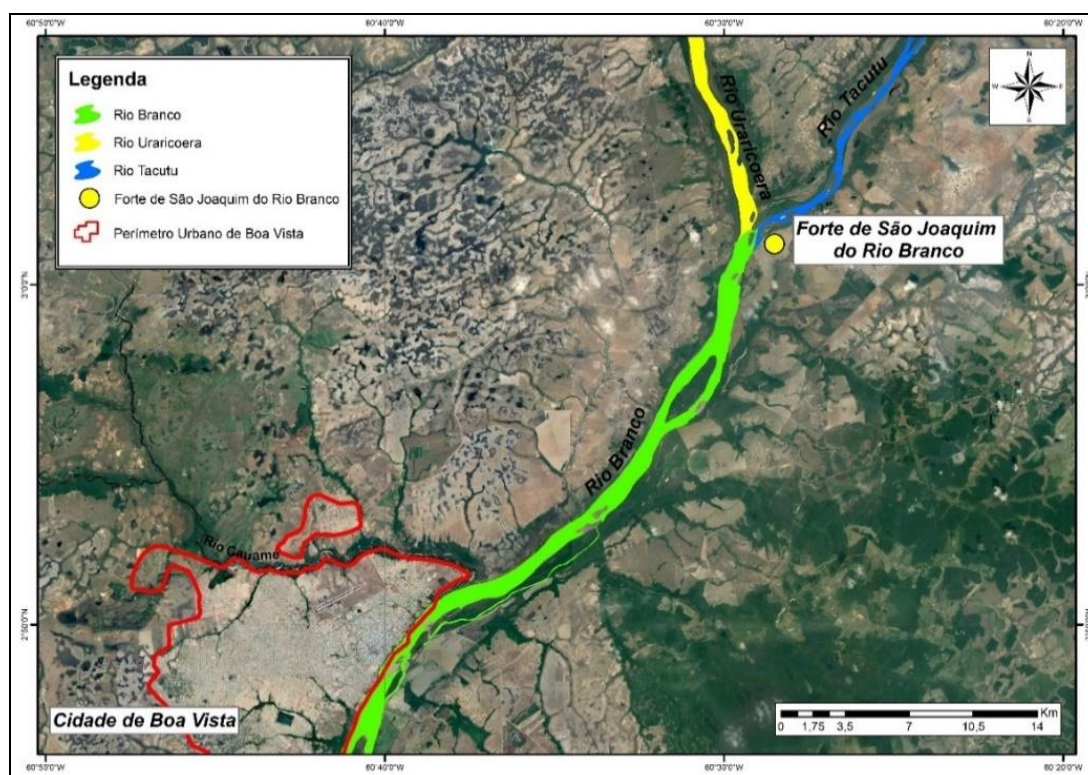 60°50'0"W
60°40'0"W
60°30'0"W
60°20'0"W
Legenda
Rio Branco
Rio Uraricoera
Rio Tacutu
Forte de São Joaquim do Rio Branco
Perímetro Urbano de Boa Vista
Rio Uraricoera
Rio Tacutu
N
W
E
S
Forte de São Joaquim
do Rio Branco
3°0'0"N
Rio Branco
Rio Cauamé
2°50'0"N
Cidade de Boa Vista
Km
0 1,75 3,5 7 10,5 14
60°50'0"W
60°40'0"W
60°30'0"W
60°20'0"W